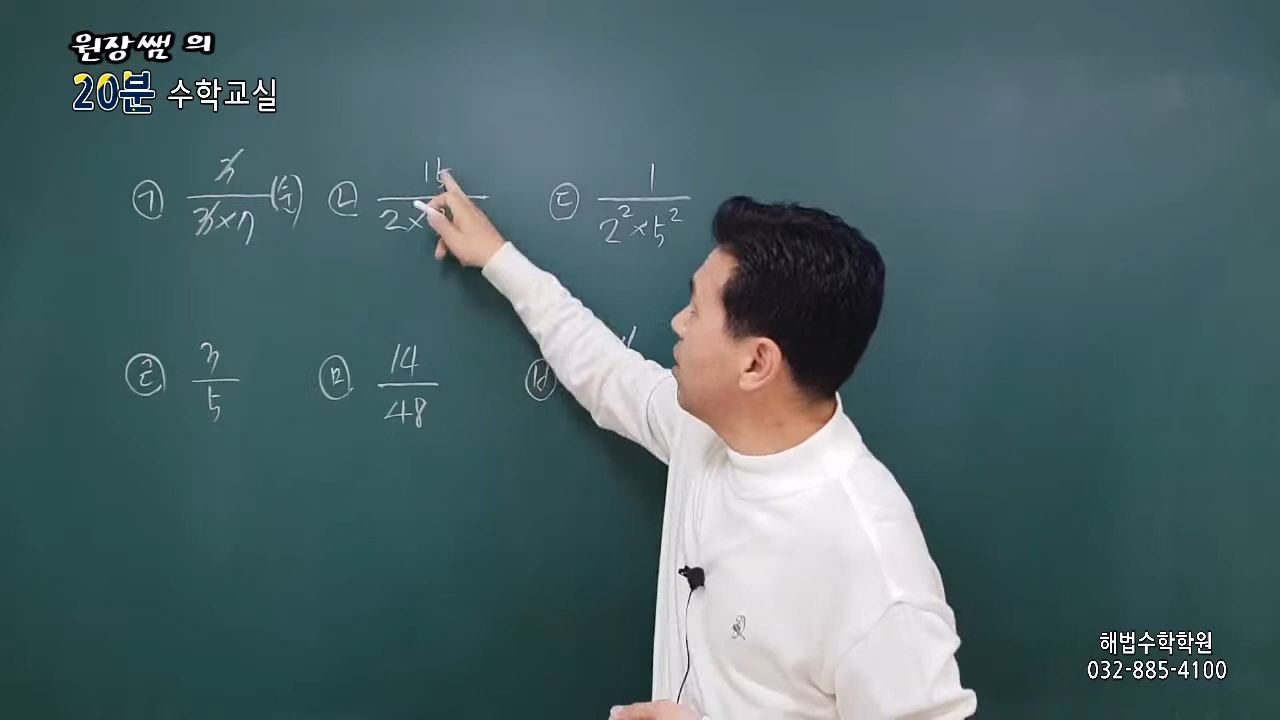 원장쌤 의
20분 수학교실
㉠ 3/(3×7) (순) ㉡ 15/(2× ㉢ 1/(2²×5²)
㉣ 3/5 ㉤ 14/48 ㉥
해법수학학원
032-885-4100